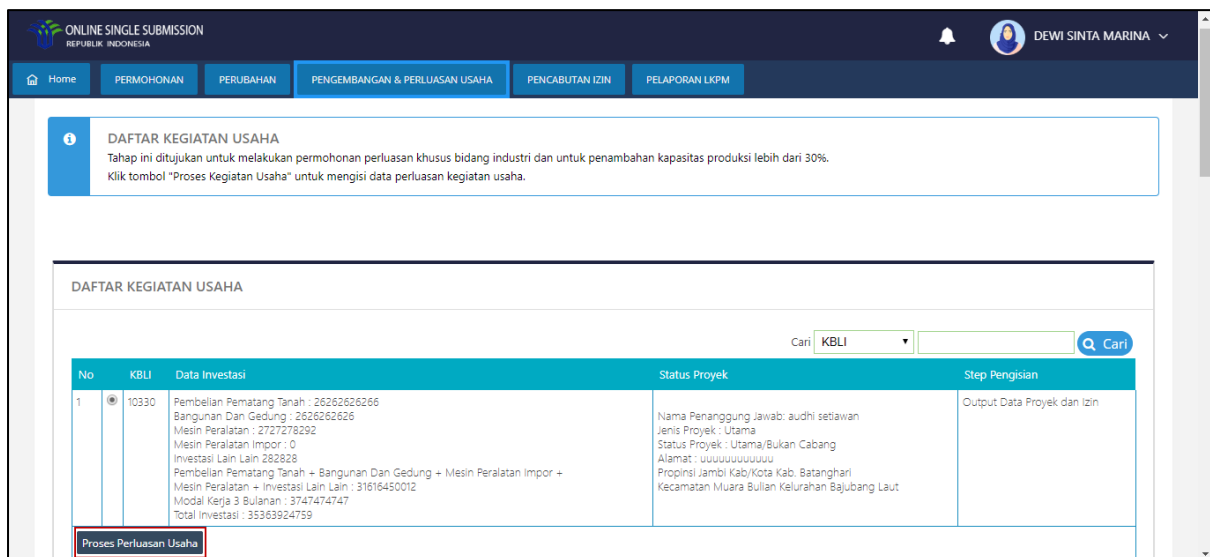 ONLINE SINGLE SUBMISSION
REPUBLIK INDONESIA
DEWI SINTA MARINA
Home
PERMOHONAN
PERUBAHAN
PENGEMBANGAN & PERLUASAN USAHA
PENCABUTAN IZIN
PELAPORAN LKPM
DAFTAR KEGIATAN USAHA
Tahap ini ditujukan untuk melakukan permohonan perluasan khusus bidang industri dan untuk penambahan kapasitas produksi lebih dari 30%.
Klik tombol "Proses Kegiatan Usaha" untuk mengisi data perluasan kegiatan usaha.
DAFTAR KEGIATAN USAHA
Cari KBLI Cari
No KBLI Data Investasi Status Proyek Step Pengisian
1 10330
Pembelian Pematang Tanah : 26262626266
Bangunan Dan Gedung : 2626262626
Mesin Peralatan : 2727278292
Mesin Peralatan Impor : 0
Investasi Lain Lain 282828
Pembelian Pematang Tanah + Bangunan Dan Gedung + Mesin Peralatan Impor +
Mesin Peralatan + Investasi Lain Lain : 31616450012
Modal Kerja 3 Bulanan : 3747474747
Total Investasi : 35363924759
Nama Penanggung Jawab: audhi setiawan
Jenis Proyek : Utama
Status Proyek : Utama/Bukan Cabang
Alamat : uuuuuuuuuuuu
Propinsi Jambi Kab/Kota Kab. Batanghari
Kecamatan Muara Bulian Kelurahan Bajubang Laut
Output Data Proyek dan Izin
Proses Perluasan Usaha